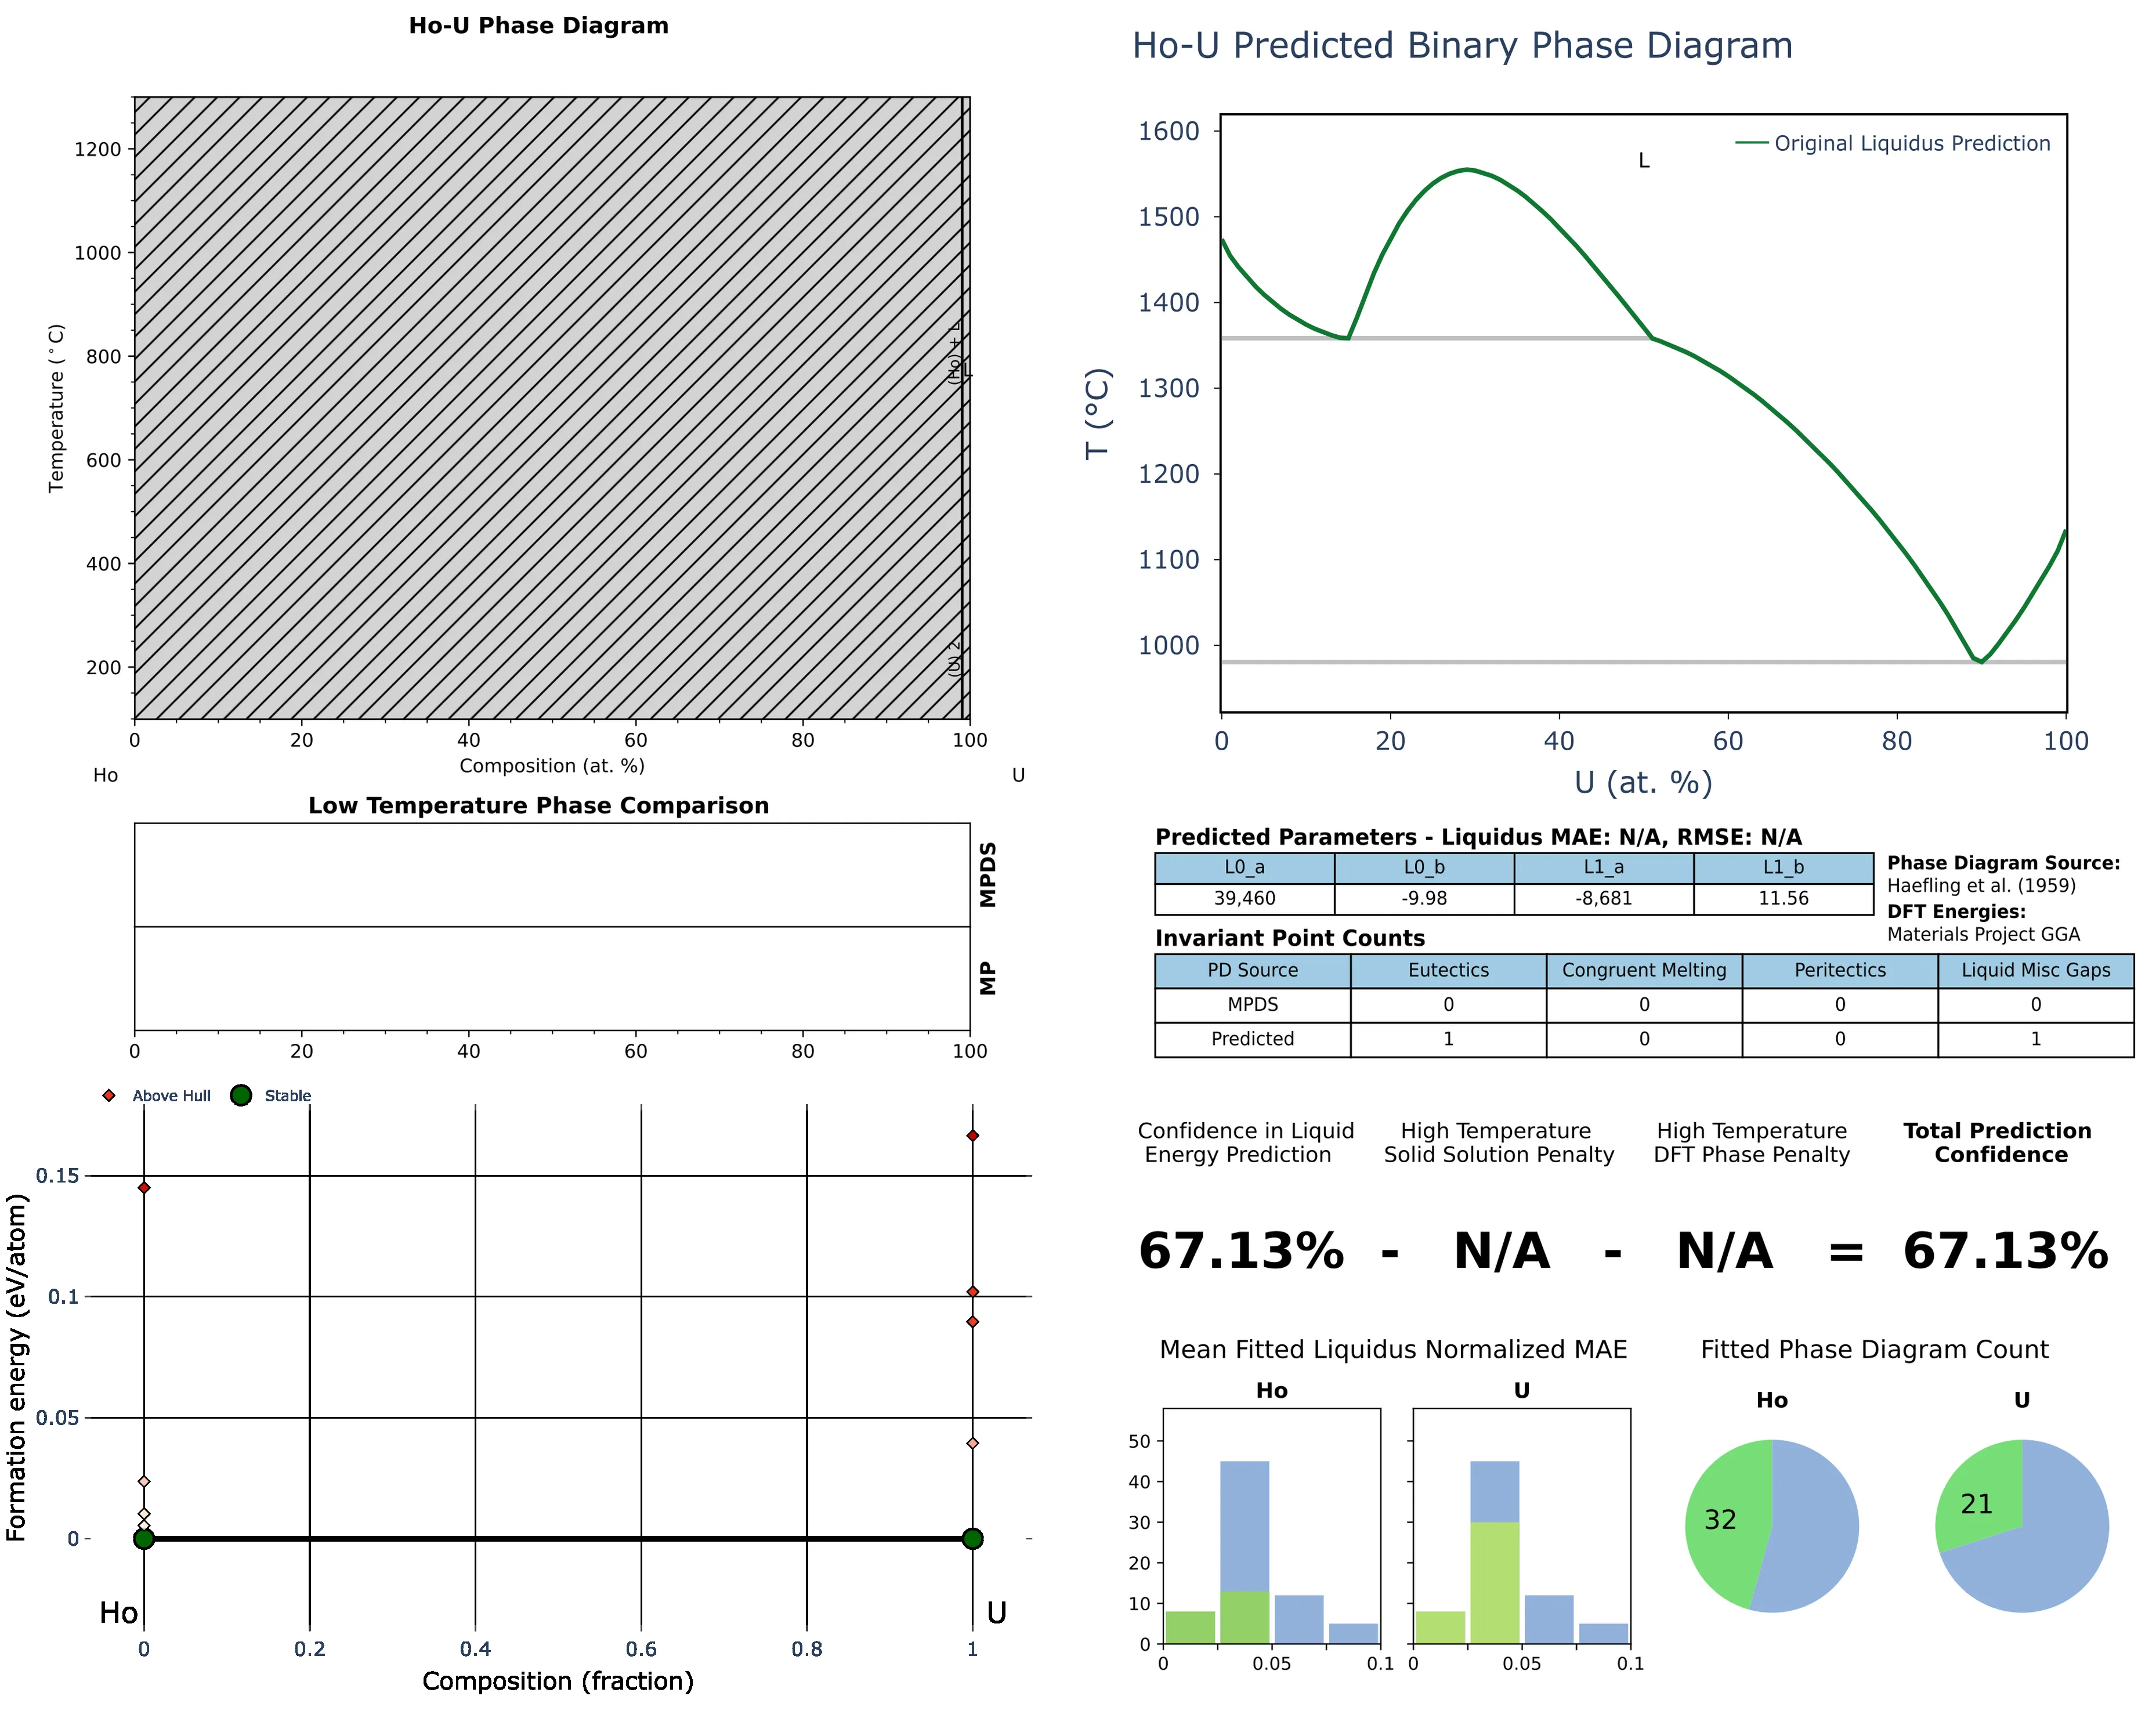 Ho-U Phase Diagram
1200
1000
800
600
400
200
Temperature (°C)
(Ho) + L
L
(U) 2
0 20 40 60 80 100
Composition (at. %)
Ho U
Low Temperature Phase Comparison
MPDS
MP
0 20 40 60 80 100
Above Hull Stable
0.15
0.1
0.05
0
Formation energy (eV/atom)
Ho U
0 0.2 0.4 0.6 0.8 1
Composition (fraction)
Ho-U Predicted Binary Phase Diagram
Original Liquidus Prediction
L
1600
1500
1400
1300
1200
1100
1000
T (°C)
0 20 40 60 80 100
U (at. %)
Predicted Parameters - Liquidus MAE: N/A, RMSE: N/A
L0_a L0_b L1_a L1_b
39,460 -9.98 -8,681 11.56
Phase Diagram Source:
Haefling et al. (1959)
DFT Energies:
Materials Project GGA
Invariant Point Counts
PD Source Eutectics Congruent Melting Peritectics Liquid Misc Gaps
MPDS 0 0 0 0
Predicted 1 0 0 1
Confidence in Liquid
Energy Prediction
High Temperature
Solid Solution Penalty
High Temperature
DFT Phase Penalty
Total Prediction
Confidence
67.13% - N/A - N/A = 67.13%
Mean Fitted Liquidus Normalized MAE
Ho U
50
40
30
20
10
0
0 0.05 0.1
0 0.05 0.1
Fitted Phase Diagram Count
Ho U
32
21